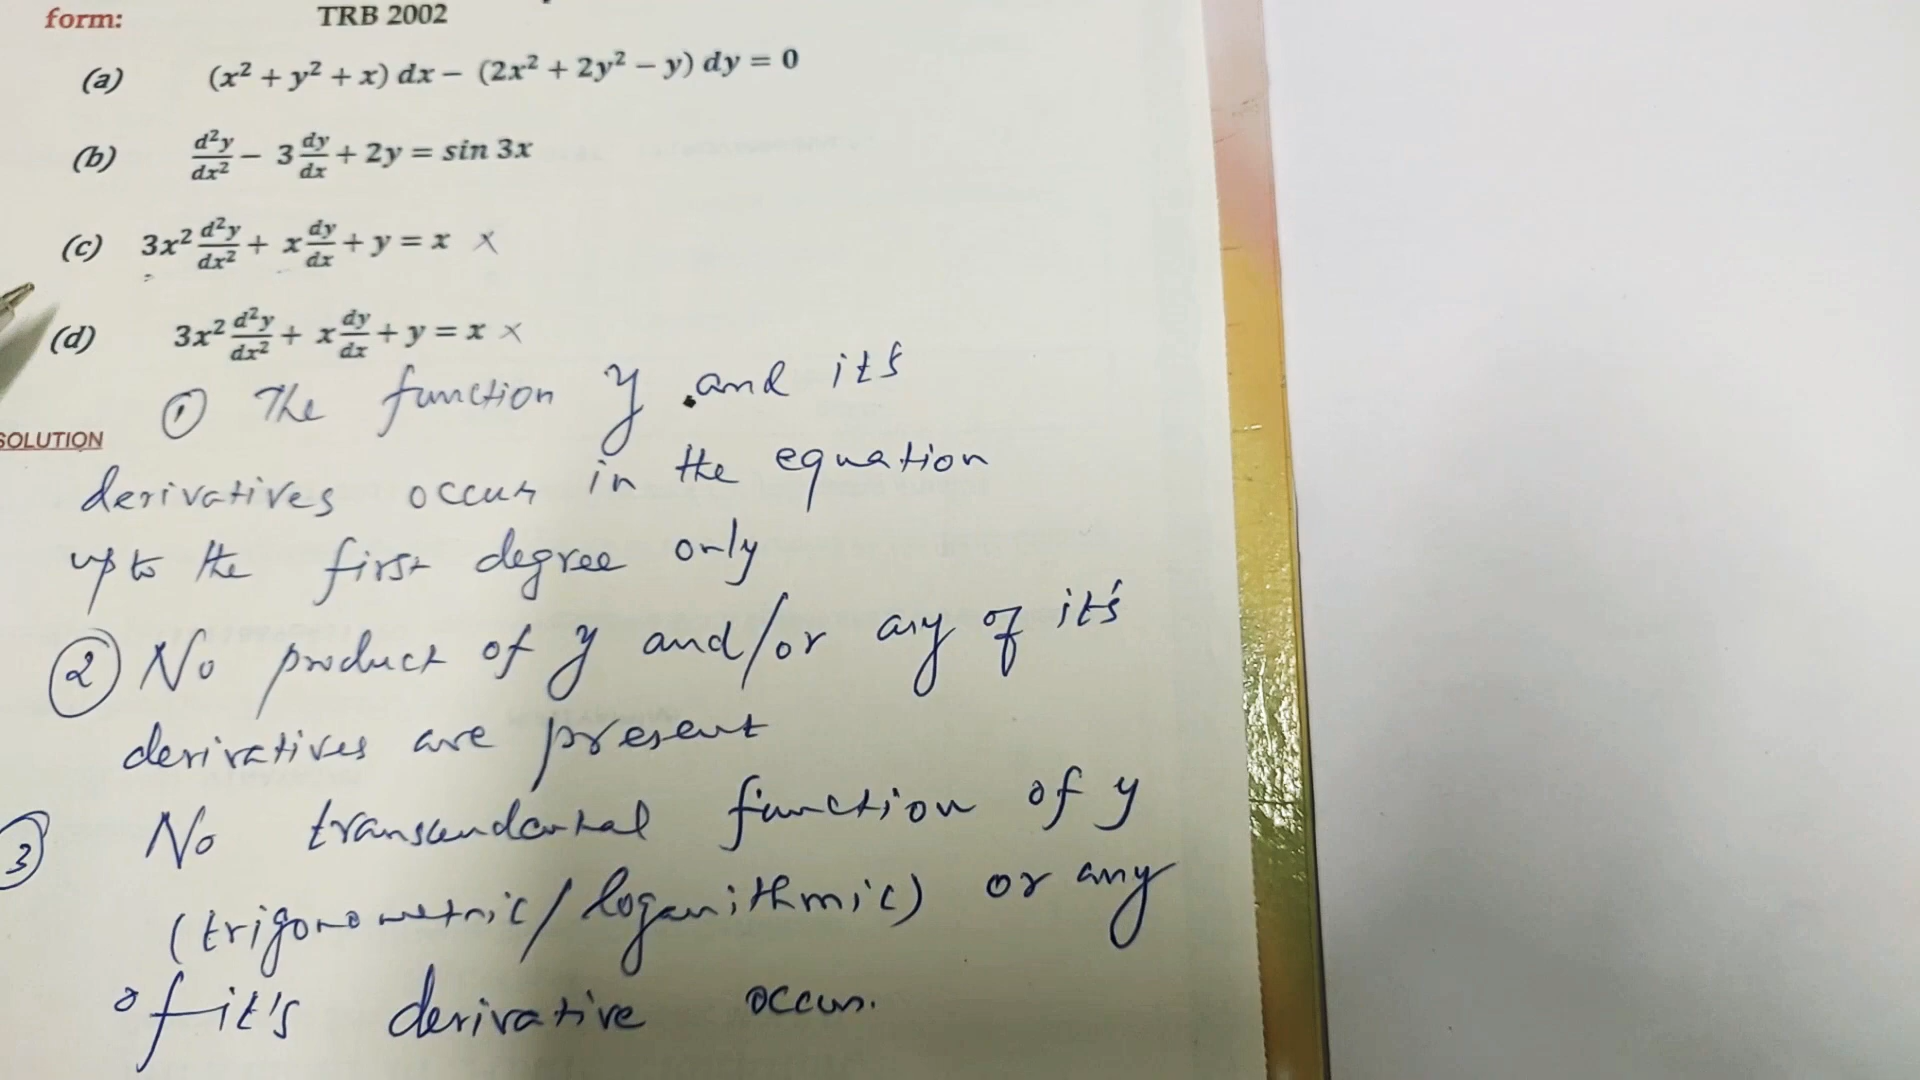 form: TRB 2002
(a) (x² + y² + x) dx − (2x² + 2y² − y) dy = 0
(b) d²y/dx² − 3 dy/dx + 2y = sin 3x
(c) 3x² d²y/dx² + x dy/dx + y = x ×
(d) 3x² d²y/dx² + x dy/dx + y = x ×
① The function y and it's
SOLUTION
derivatives occur in the equation
upto the first degree only
② No product of y and/or any of it's
derivatives are present
③ No transcendental function of y
(trigonometric/logarithmic) or any
of it's derivative occurs.